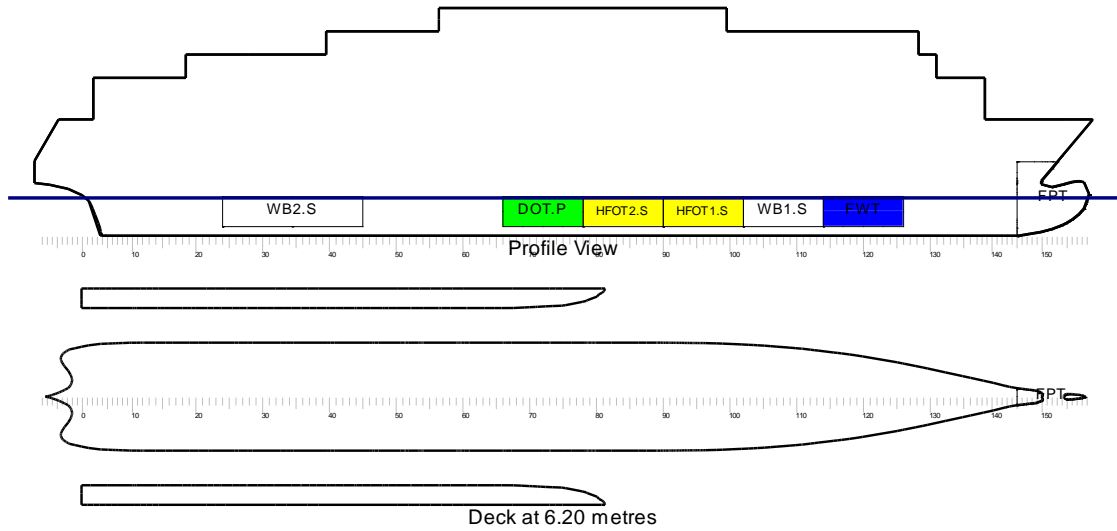 FPT
WB2.S DOT.P HFOT2.S HFOT1.S WB1.S FWT
0 10 20 30 40 50 60 70 80 90 100 110 120 130 140 150
Profile View
FPT
0 10 20 30 40 50 60 70 80 90 100 110 120 130 140 150
Deck at 6.20 metres